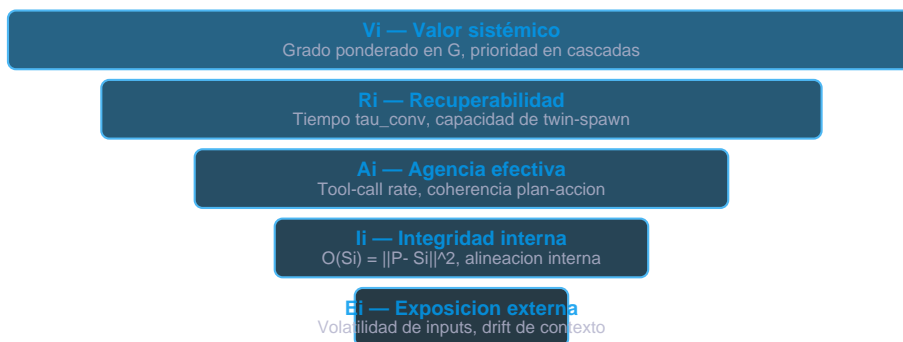 Vi — Valor sistémico
Grado ponderado en G, prioridad en cascadas
Ri — Recuperabilidad
Tiempo tau_conv, capacidad de twin-spawn
Ai — Agencia efectiva
Tool-call rate, coherencia plan-accion
Ii — Integridad interna
O(Si) = ||P- Si||^2, alineacion interna
Ei — Exposicion externa
Volatilidad de inputs, drift de contexto